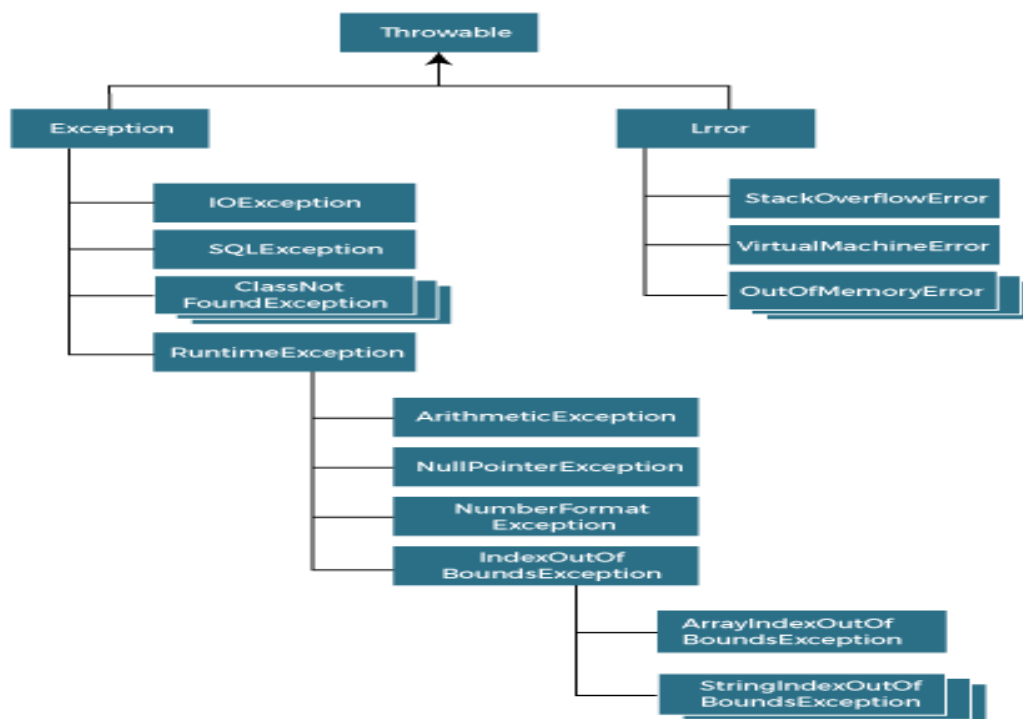 Throwable
Exception
Lrror
IOException
StackOverflowError
SQLException
VirtualMachineError
ClassNot
FoundException
OutOfMemoryError
RuntimeException
ArithmeticException
NullPointerException
NumberFormat
Exception
IndexOutOf
BoundsException
ArrayIndexOutOf
BoundsException
StringIndexOutOf
BoundsException